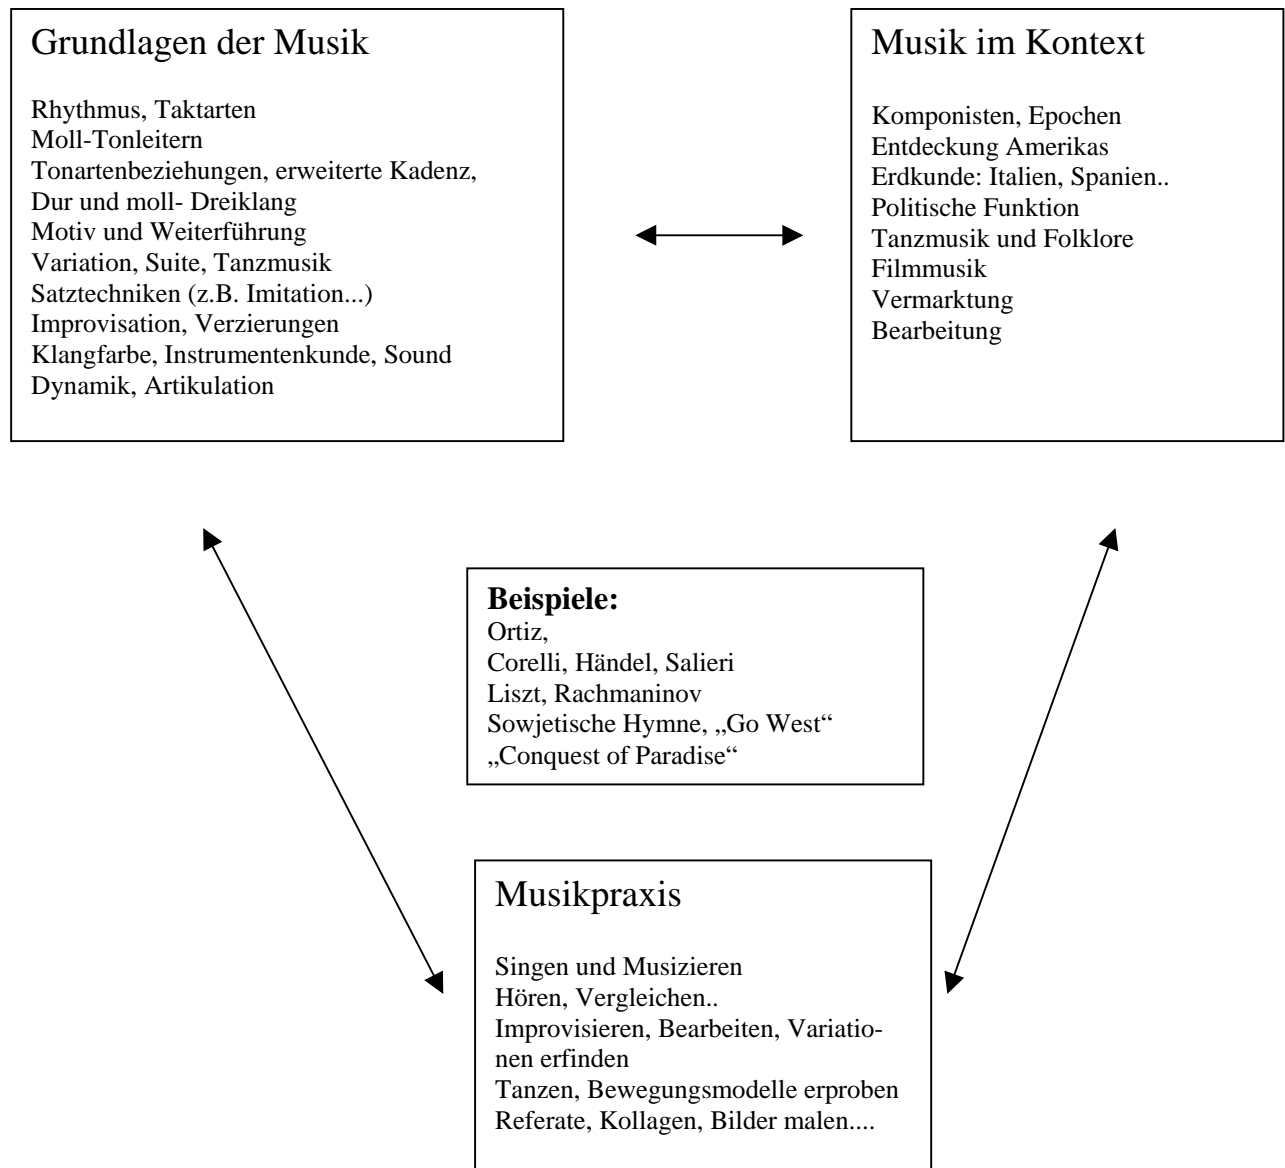 Grundlagen der Musik
Rhythmus, Taktarten
Moll-Tonleitern
Tonartenbeziehungen, erweiterte Kadenz,
Dur und moll- Dreiklang
Motiv und Weiterführung
Variation, Suite, Tanzmusik
Satztechniken (z.B. Imitation...)
Improvisation, Verzierungen
Klangfarbe, Instrumentenkunde, Sound
Dynamik, Artikulation
Musik im Kontext
Komponisten, Epochen
Entdeckung Amerikas
Erdkunde: Italien, Spanien..
Politische Funktion
Tanzmusik und Folklore
Filmmusik
Vermarktung
Bearbeitung
Beispiele:
Ortiz,
Corelli, Händel, Salieri
Liszt, Rachmaninov
Sowjetische Hymne, „Go West“
„Conquest of Paradise“
Musikpraxis
Singen und Musizieren
Hören, Vergleichen..
Improvisieren, Bearbeiten, Variatio-
nen erfinden
Tanzen, Bewegungsmodelle erproben
Referate, Kollagen, Bilder malen....